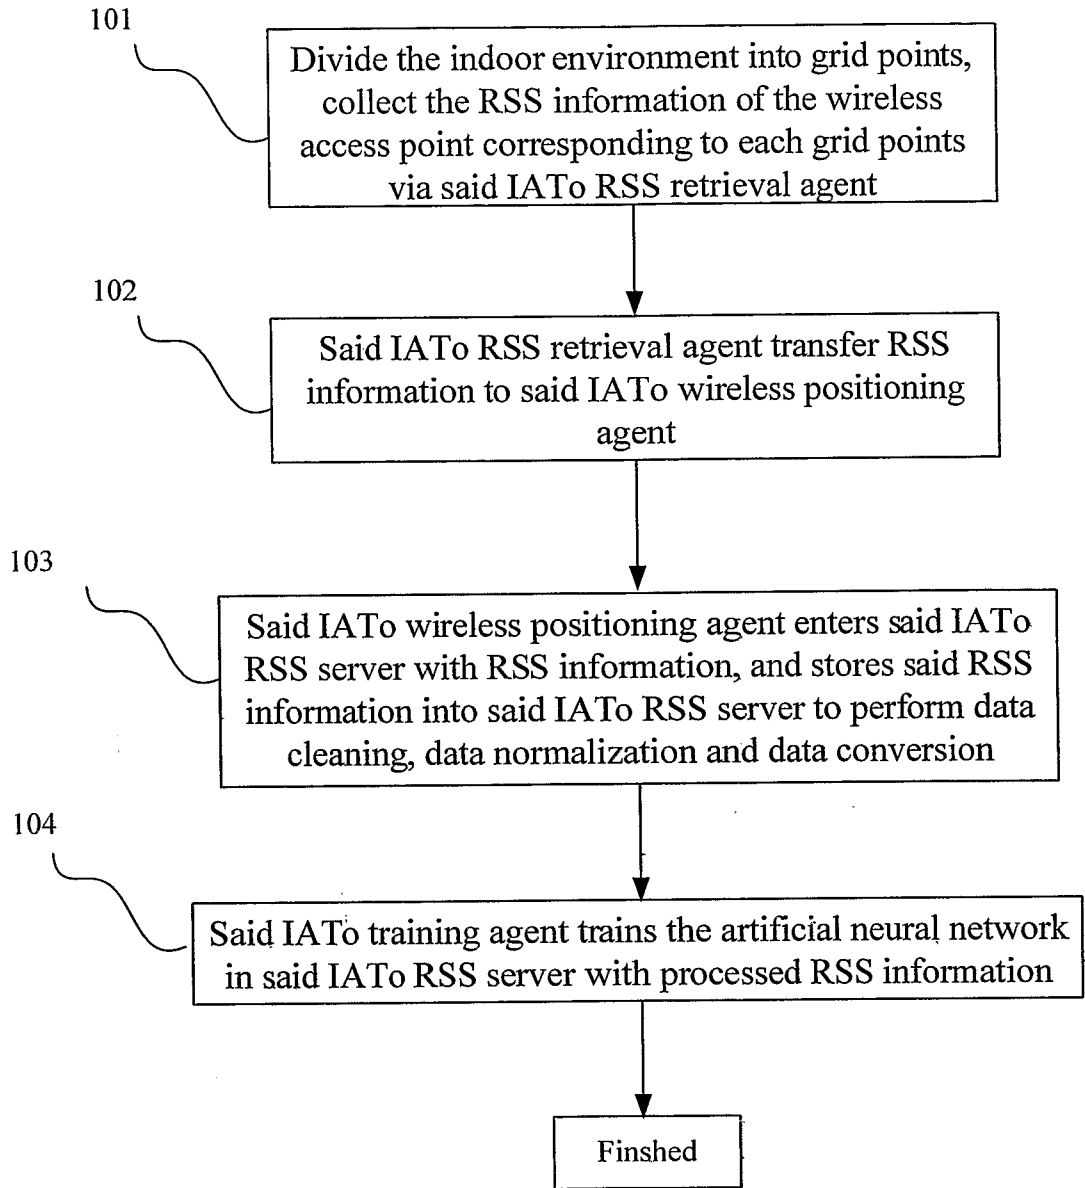 101
Divide the indoor environment into grid points,
collect the RSS information of the wireless
access point corresponding to each grid points
via said IATo RSS retrieval agent
102
Said IATo RSS retrieval agent transfer RSS
information to said IATo wireless positioning
agent
103
Said IATo wireless positioning agent enters said IATo
RSS server with RSS information, and stores said RSS
information into said IATo RSS server to perform data
cleaning, data normalization and data conversion
104
Said IATo training agent trains the artificial neural network
in said IATo RSS server with processed RSS information
Finshed